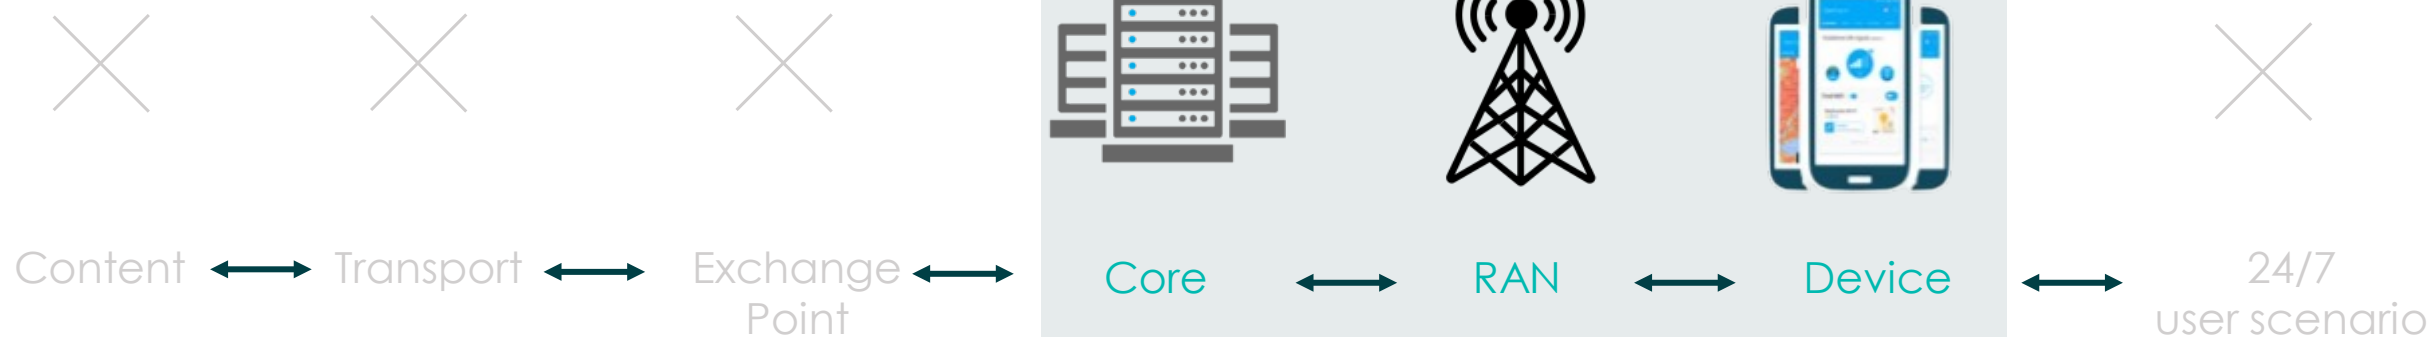 Content
Transport
Exchange
Point
Core
RAN
Device
24/7
user scenario